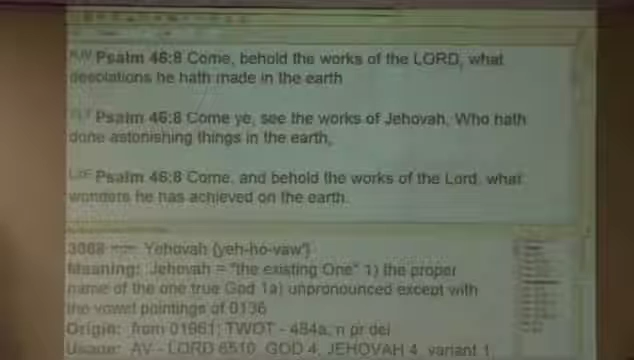 KJV Psalm 46:8 Come, behold the works of the LORD, what
desolations he hath made in the earth
YLT Psalm 46:8 Come ye, see the works of Jehovah, Who hath
done astonishing things in the earth,
Psalm 46:8 Come, and behold the works of the Lord, what
wonders he has achieved on the earth.
3068 Yehovah {yeh-ho-vaw'}
Meaning: Jehovah = "the existing One" 1) the proper
name of the one true God 1a) unpronounced except with
the vowel pointings of 0136
Origin: from 01961; TWOT - 484a; n pr dei
Usage: AV - LORD 6510, GOD 4, JEHOVAH 4, variant 1;